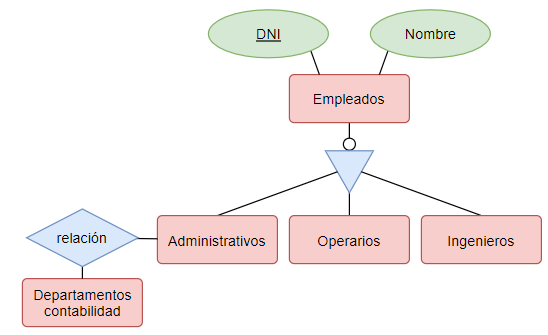 DNI
Nombre
Empleados
relación
Administrativos
Operarios
Ingenieros
Departamentos
contabilidad